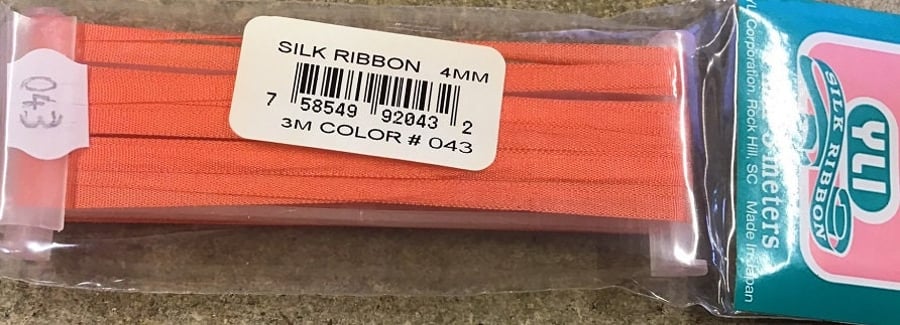 043
SILK RIBBON 4MM
7 58549 92043 2
3M COLOR # 043
YLI
SILK RIBBON
meters
YLI Corporation, Rock Hill, SC Made in Japan